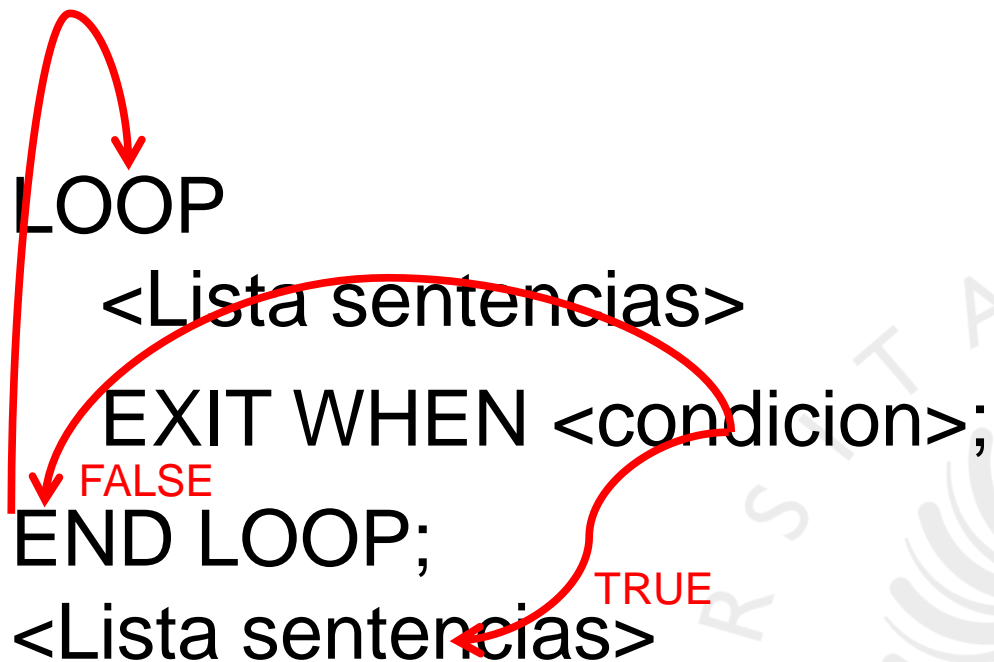 LOOP
<Lista sentencias>
EXIT WHEN <condicion>;
FALSE
END LOOP;
TRUE
<Lista sentencias>
R S I T A